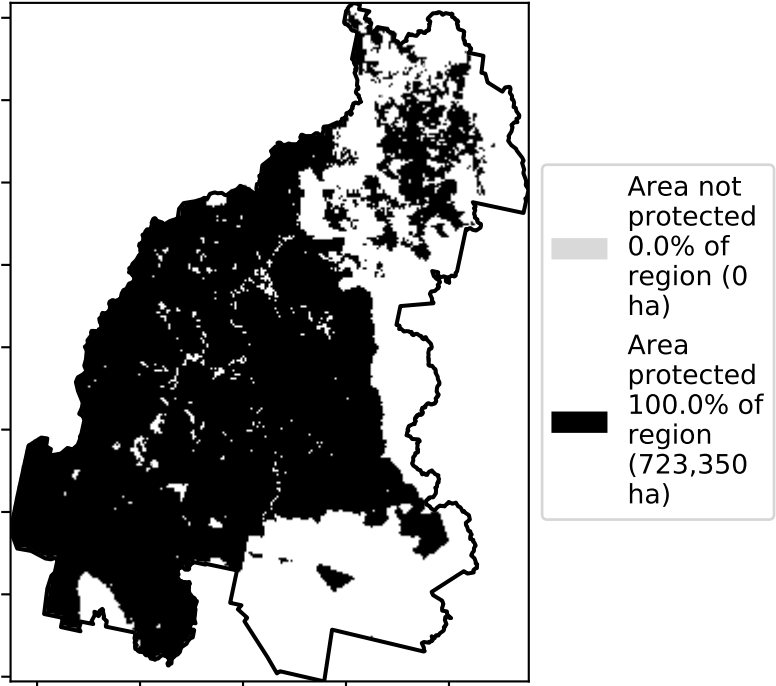 Area not
protected
0.0% of
region (0
ha)
Area
protected
100.0% of
region
(723,350
ha)